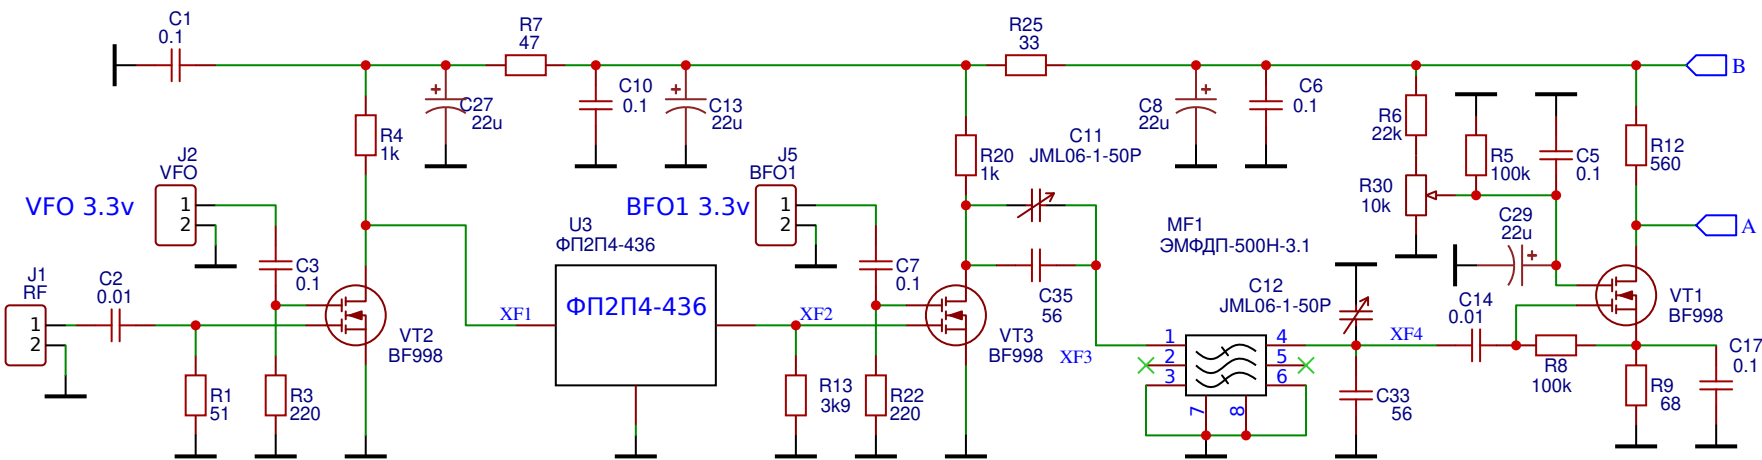 C1
0.1
R7
47
R25
33
B
C27
22u
C10
0.1
C13
22u
C8
22u
C6
0.1
R4
1k
R6
22k
R5
100k
C5
0.1
R12
560
J2
VFO
1
2
VFO 3.3v
J5
BFO1
1
2
BFO1 3.3v
R20
1k
C11
JML06-1-50P
R30
10k
C29
22u
A
U3
ФП2П4-436
ФП2П4-436
MF1
ЭМФДП-500Н-3.1
J1
RF
1
2
C2
0.01
C3
0.1
C7
0.1
C35
56
C12
JML06-1-50P
C14
0.01
VT1
BF998
VT2
BF998
XF1
XF2
VT3
BF998
XF3
1
2
3
4
5
6
7
8
XF4
R8
100k
C17
0.1
R1
51
R3
220
R13
3k9
R22
220
C33
56
R9
68